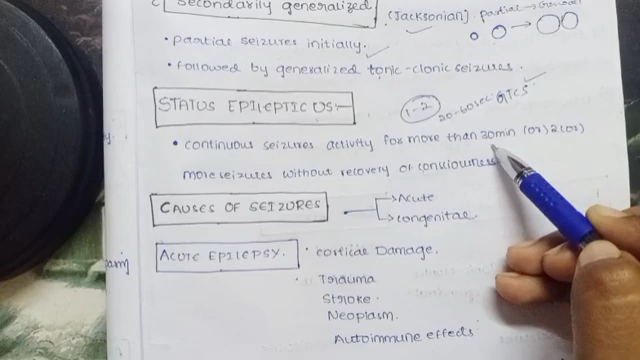 C Secondarily generalized
(Jacksonian) partial → General
• partial seizures initially.
• followed by generalized tonic-clonic seizures.
STATUS EPILEPTICUS:-
1-2
20-60sec GTCS
• continuous seizures activity for more than 30min (or) 2 (or)
more seizures without recovery of consiousness
CAUSES OF SEIZURES
Acute
congenital
ACUTE EPILEPSY.
• cortical Damage.
Trauma
Stroke.
Neoplasm.
Autoimmune effects